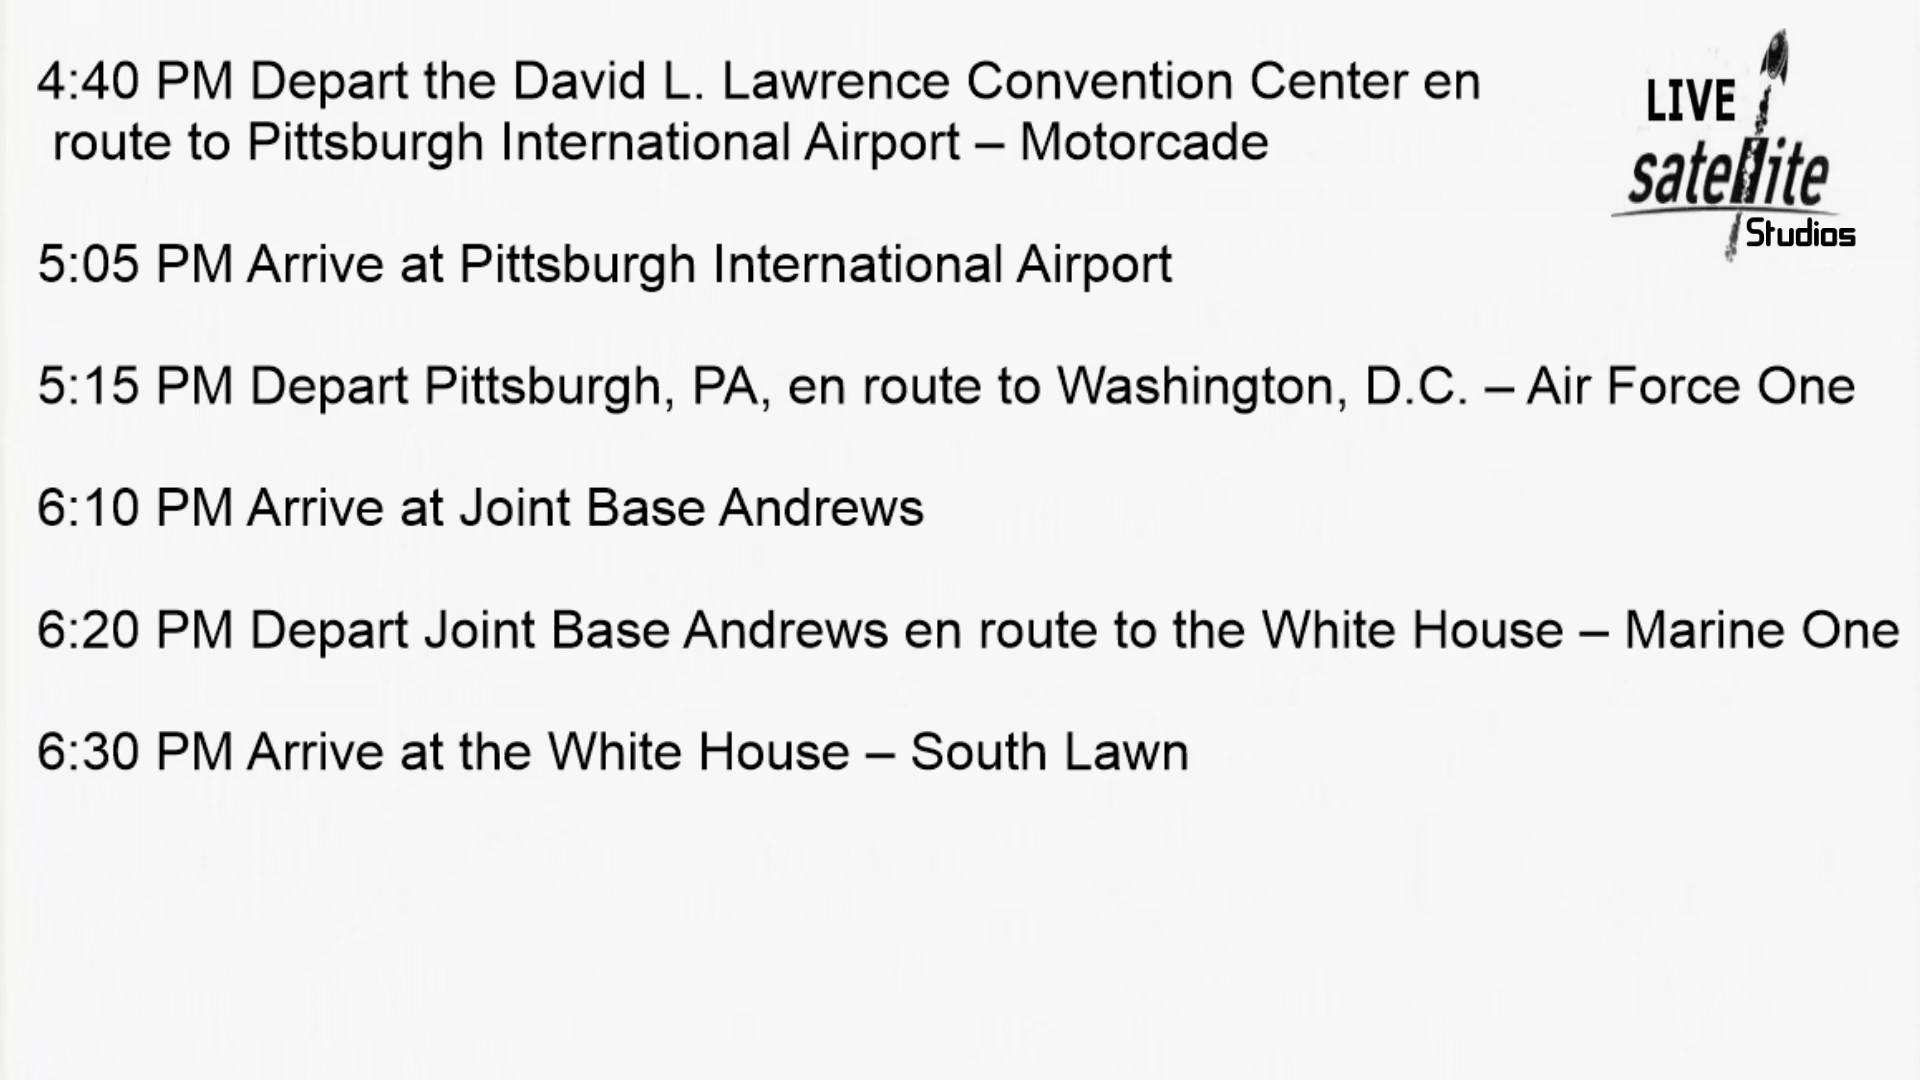 4:40 PM Depart the David L. Lawrence Convention Center en
route to Pittsburgh International Airport – Motorcade
LIVE
satellite
Studios
5:05 PM Arrive at Pittsburgh International Airport
5:15 PM Depart Pittsburgh, PA, en route to Washington, D.C. – Air Force One
6:10 PM Arrive at Joint Base Andrews
6:20 PM Depart Joint Base Andrews en route to the White House – Marine One
6:30 PM Arrive at the White House – South Lawn